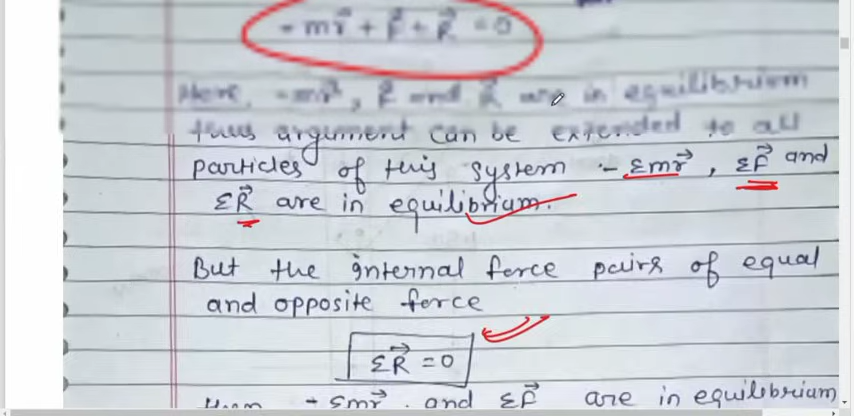 - mr⃗ + F⃗ + R⃗ = 0
Here, -mr⃗, F⃗ and R⃗ are in equilibrium
thus argument can be extended to all
particles of this system - Σmr⃗, ΣF⃗ and
ΣR⃗ are in equilibrium.
But the internal force pairs of equal
and opposite force
ΣR⃗ = 0
- Σmr⃗. and ΣF⃗ are in equilibrium